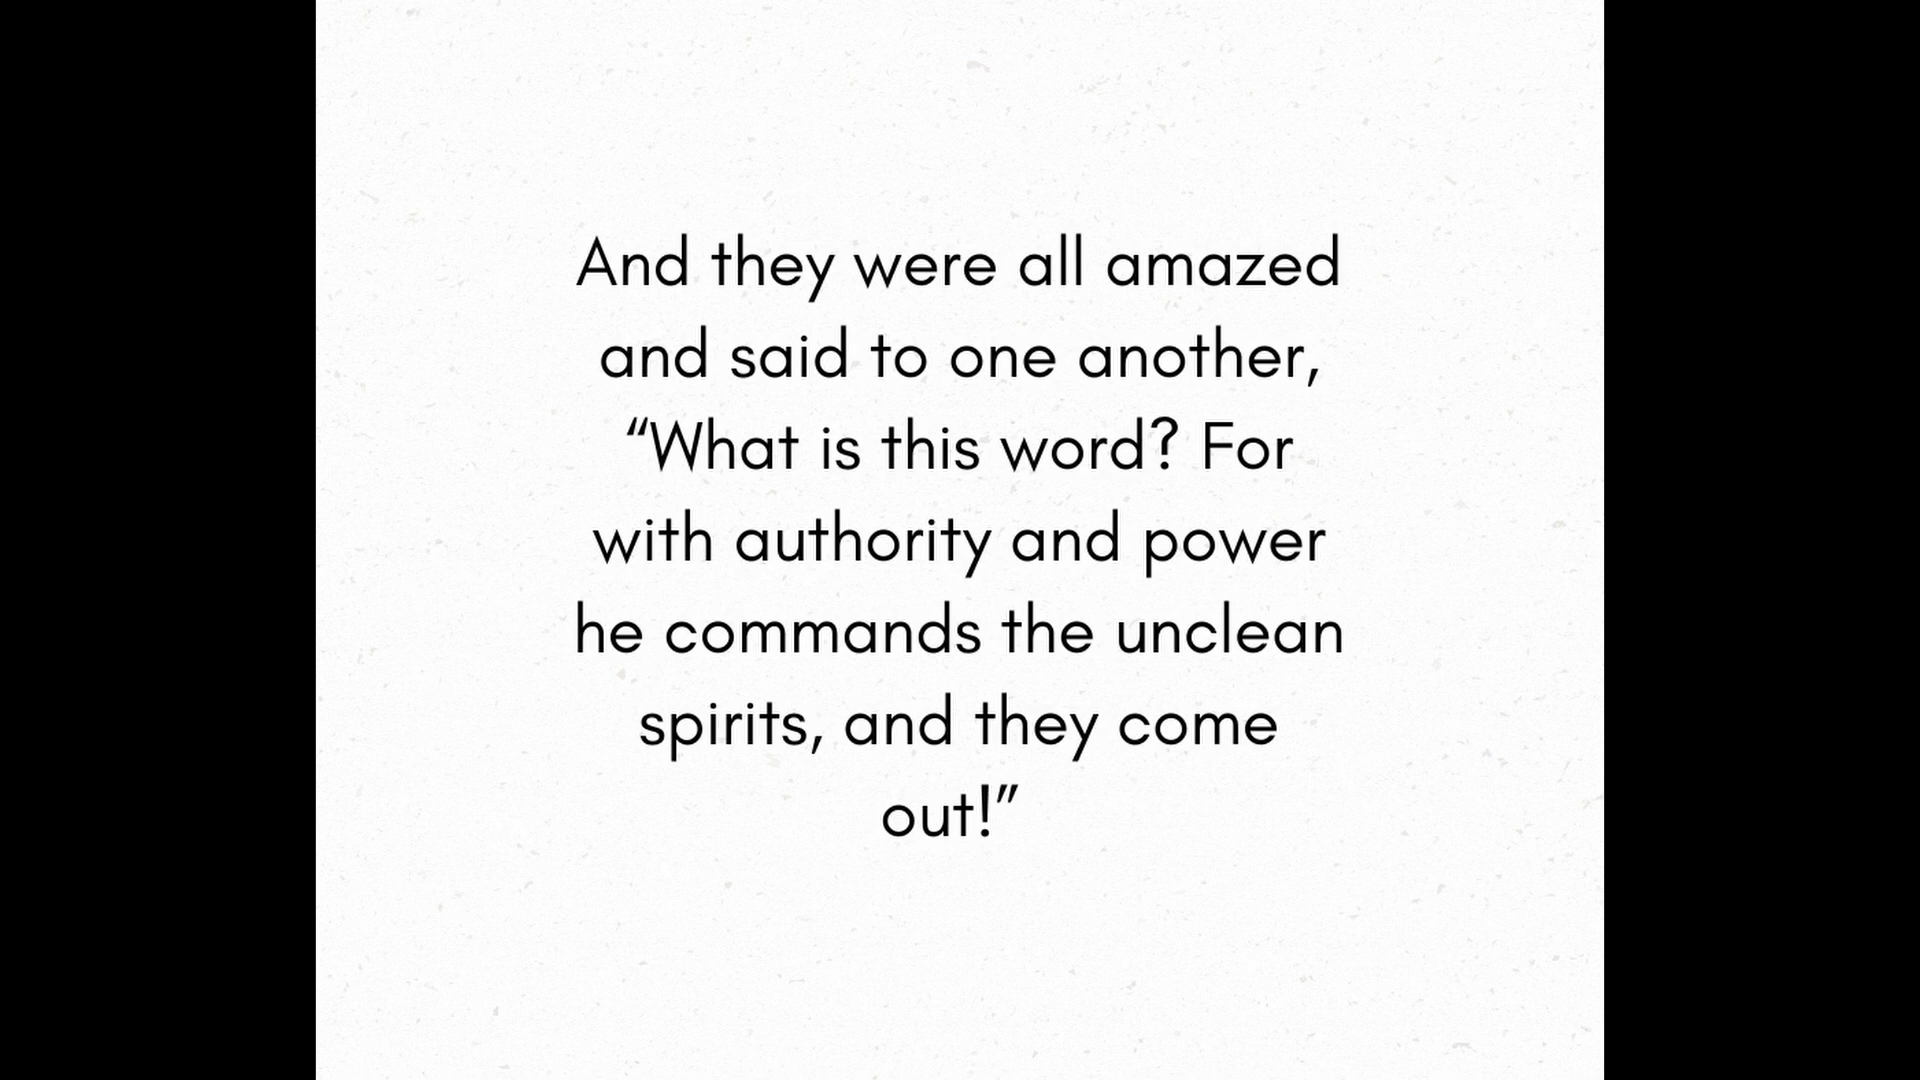 And they were all amazed
and said to one another,
“What is this word? For
with authority and power
he commands the unclean
spirits, and they come
out!”